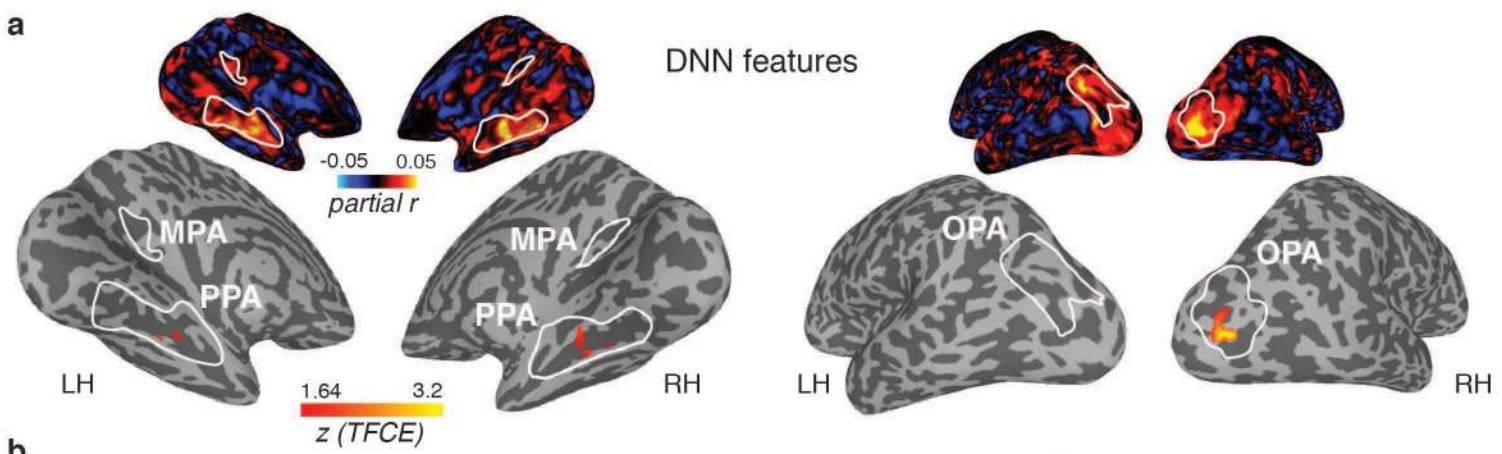 a
DNN features
-0.05 0.05
partial r
MPA
MPA
OPA
OPA
PPA
PPA
LH
RH
LH
RH
1.64 3.2
z (TFCE)
b